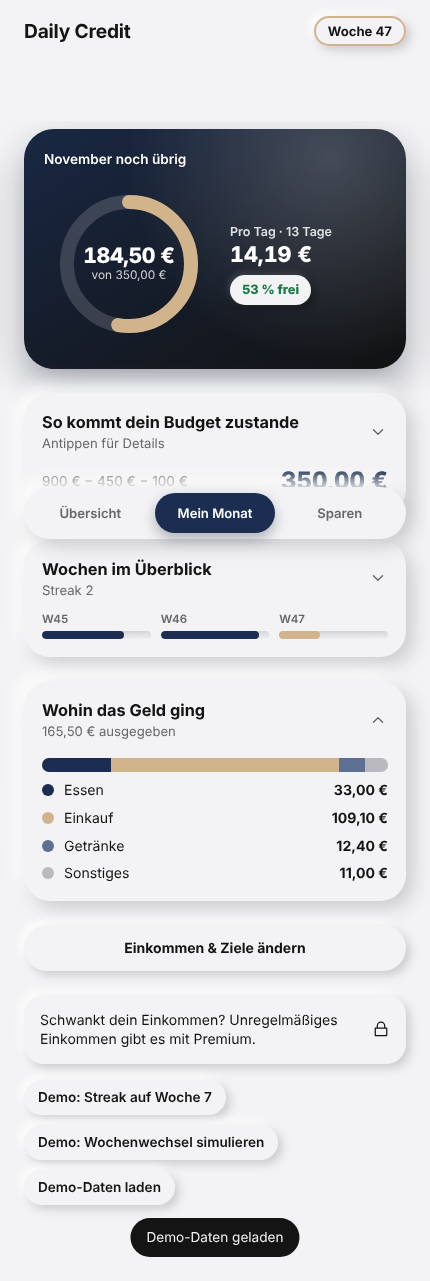 Daily Credit
Woche 47
November noch übrig
184,50 €
von 350,00 €
Pro Tag · 13 Tage
14,19 €
53 % frei
So kommt dein Budget zustande
Antippen für Details
900 € − 450 € − 100 €
350,00 €
Übersicht
Mein Monat
Sparen
Wochen im Überblick
Streak 2
W45
W46
W47
Wohin das Geld ging
165,50 € ausgegeben
Essen
33,00 €
Einkauf
109,10 €
Getränke
12,40 €
Sonstiges
11,00 €
Einkommen & Ziele ändern
Schwankt dein Einkommen? Unregelmäßiges
Einkommen gibt es mit Premium.
Demo: Streak auf Woche 7
Demo: Wochenwechsel simulieren
Demo-Daten laden
Demo-Daten geladen